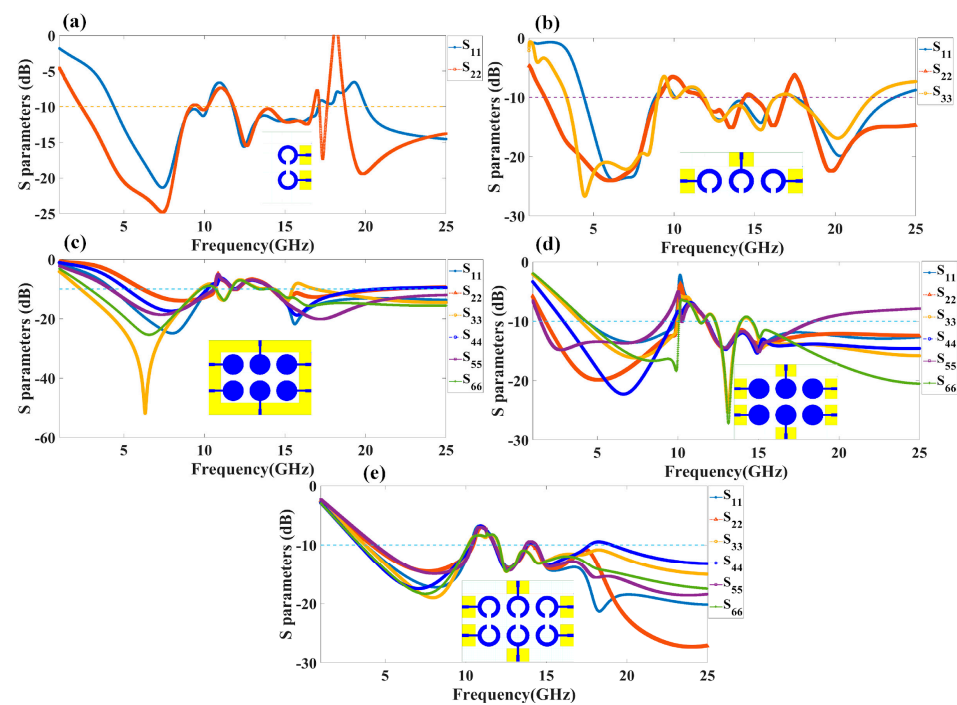 (a)
0
-5
-10
-15
-20
-25
S parameters (dB)
5 10 15 20 25
Frequency(GHz)
S11
S22
(b)
0
-10
-20
-30
S parameters (dB)
5 10 15 20 25
Frequency(GHz)
S11
S22
S33
(c)
0
-20
-40
-60
S parameters (dB)
5 10 15 20 25
Frequency(GHz)
S11
S22
S33
S44
S55
S66
(d)
0
-10
-20
-30
S parameters (dB)
5 10 15 20 25
Frequency(GHz)
S11
S22
S33
S44
S55
S66
(e)
0
-10
-20
-30
S parameters (dB)
5 10 15 20 25
Frequency(GHz)
S11
S22
S33
S44
S55
S66